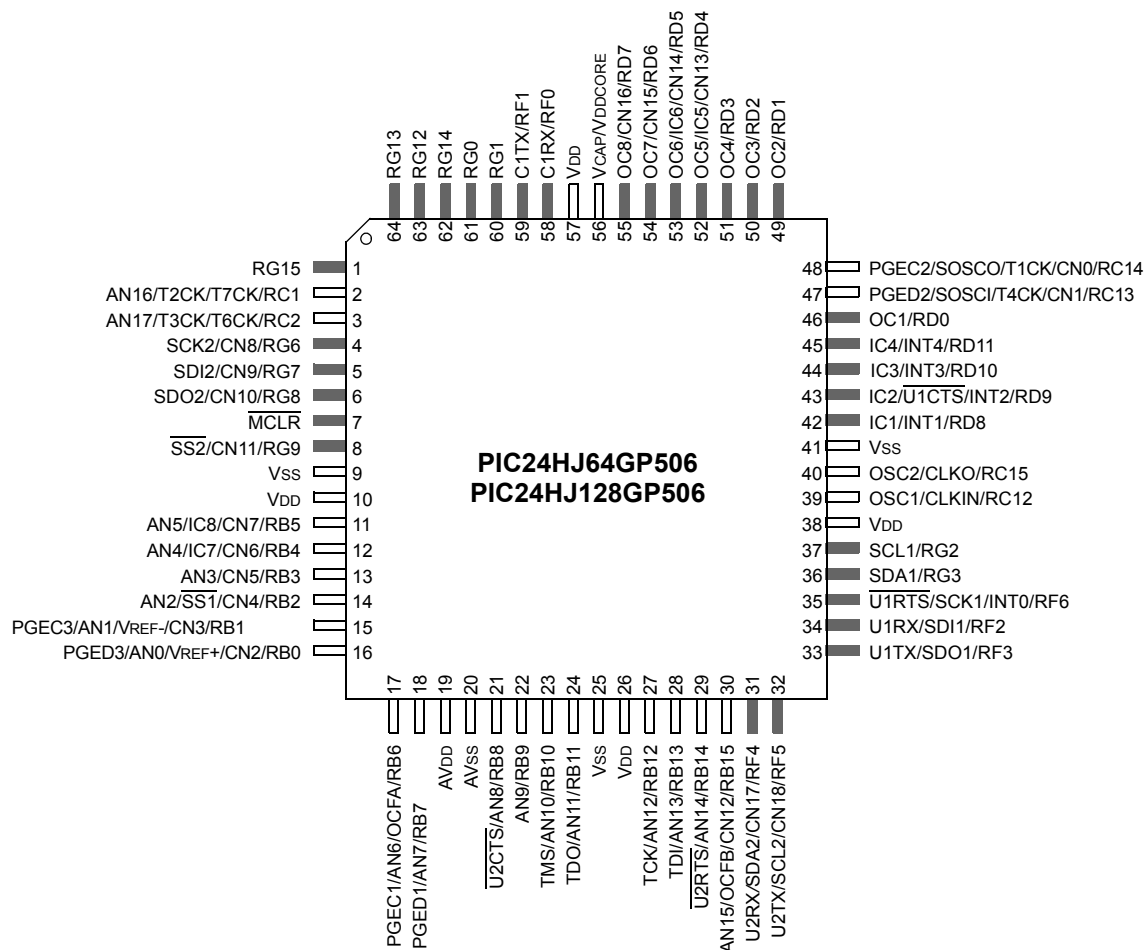 RG13
RG12
RG14
RG0
RG1
C1TX/RF1
C1RX/RF0
VDD
VCAP/VDDCORE
OC8/CN16/RD7
OC7/CN15/RD6
OC6/IC6/CN14/RD5
OC5/IC5/CN13/RD4
OC4/RD3
OC3/RD2
OC2/RD1
64
63
62
61
60
59
58
57
56
55
54
53
52
51
50
49
RG15 1
AN16/T2CK/T7CK/RC1 2
AN17/T3CK/T6CK/RC2 3
SCK2/CN8/RG6 4
SDI2/CN9/RG7 5
SDO2/CN10/RG8 6
MCLR 7
SS2/CN11/RG9 8
VSS 9
VDD 10
AN5/IC8/CN7/RB5 11
AN4/IC7/CN6/RB4 12
AN3/CN5/RB3 13
AN2/SS1/CN4/RB2 14
PGEC3/AN1/VREF-/CN3/RB1 15
PGED3/AN0/VREF+/CN2/RB0 16
PIC24HJ64GP506
PIC24HJ128GP506
48 PGEC2/SOSCO/T1CK/CN0/RC14
47 PGED2/SOSCI/T4CK/CN1/RC13
46 OC1/RD0
45 IC4/INT4/RD11
44 IC3/INT3/RD10
43 IC2/U1CTS/INT2/RD9
42 IC1/INT1/RD8
41 VSS
40 OSC2/CLKO/RC15
39 OSC1/CLKIN/RC12
38 VDD
37 SCL1/RG2
36 SDA1/RG3
35 U1RTS/SCK1/INT0/RF6
34 U1RX/SDI1/RF2
33 U1TX/SDO1/RF3
17
18
19
20
21
22
23
24
25
26
27
28
29
30
31
32
PGEC1/AN6/OCFA/RB6
PGED1/AN7/RB7
AVDD
AVSS
U2CTS/AN8/RB8
AN9/RB9
TMS/AN10/RB10
TDO/AN11/RB11
VSS
VDD
TCK/AN12/RB12
TDI/AN13/RB13
U2RTS/AN14/RB14
AN15/OCFB/CN12/RB15
U2RX/SDA2/CN17/RF4
U2TX/SCL2/CN18/RF5